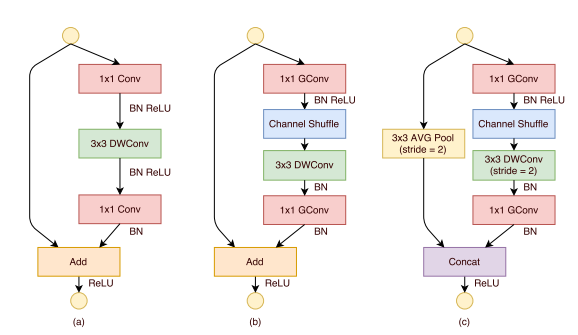 1x1 Conv
BN ReLU
3x3 DWConv
BN ReLU
1x1 Conv
BN
Add
ReLU
(a)
1x1 GConv
BN ReLU
Channel Shuffle
3x3 DWConv
BN
1x1 GConv
BN
Add
ReLU
(b)
1x1 GConv
BN ReLU
Channel Shuffle
3x3 AVG Pool
(stride = 2)
3x3 DWConv
(stride = 2)
BN
1x1 GConv
BN
Concat
ReLU
(c)